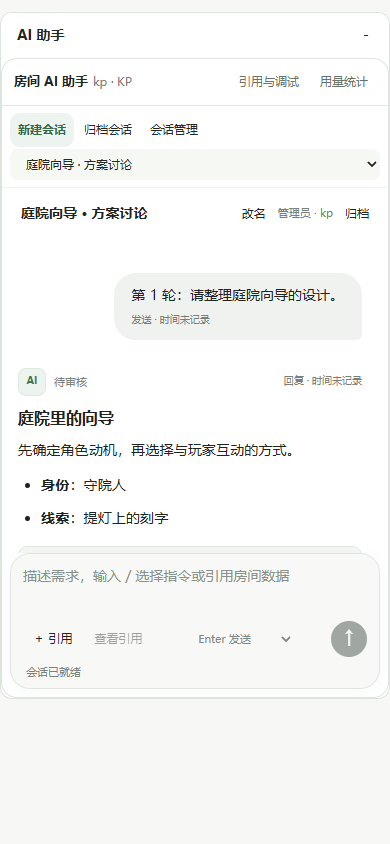 AI 助手 -
房间 AI 助手 kp · KP 引用与调试 用量统计
新建会话 归档会话 会话管理
庭院向导 · 方案讨论
庭院向导 • 方案讨论 改名 管理员 · kp 归档
第 1 轮：请整理庭院向导的设计。
发送 · 时间未记录
AI 待审核 回复 · 时间未记录
庭院里的向导
先确定角色动机，再选择与玩家互动的方式。
• 身份：守院人
• 线索：提灯上的刻字
描述需求，输入 / 选择指令或引用房间数据
+ 引用 查看引用 Enter 发送 ↑
会话已就绪